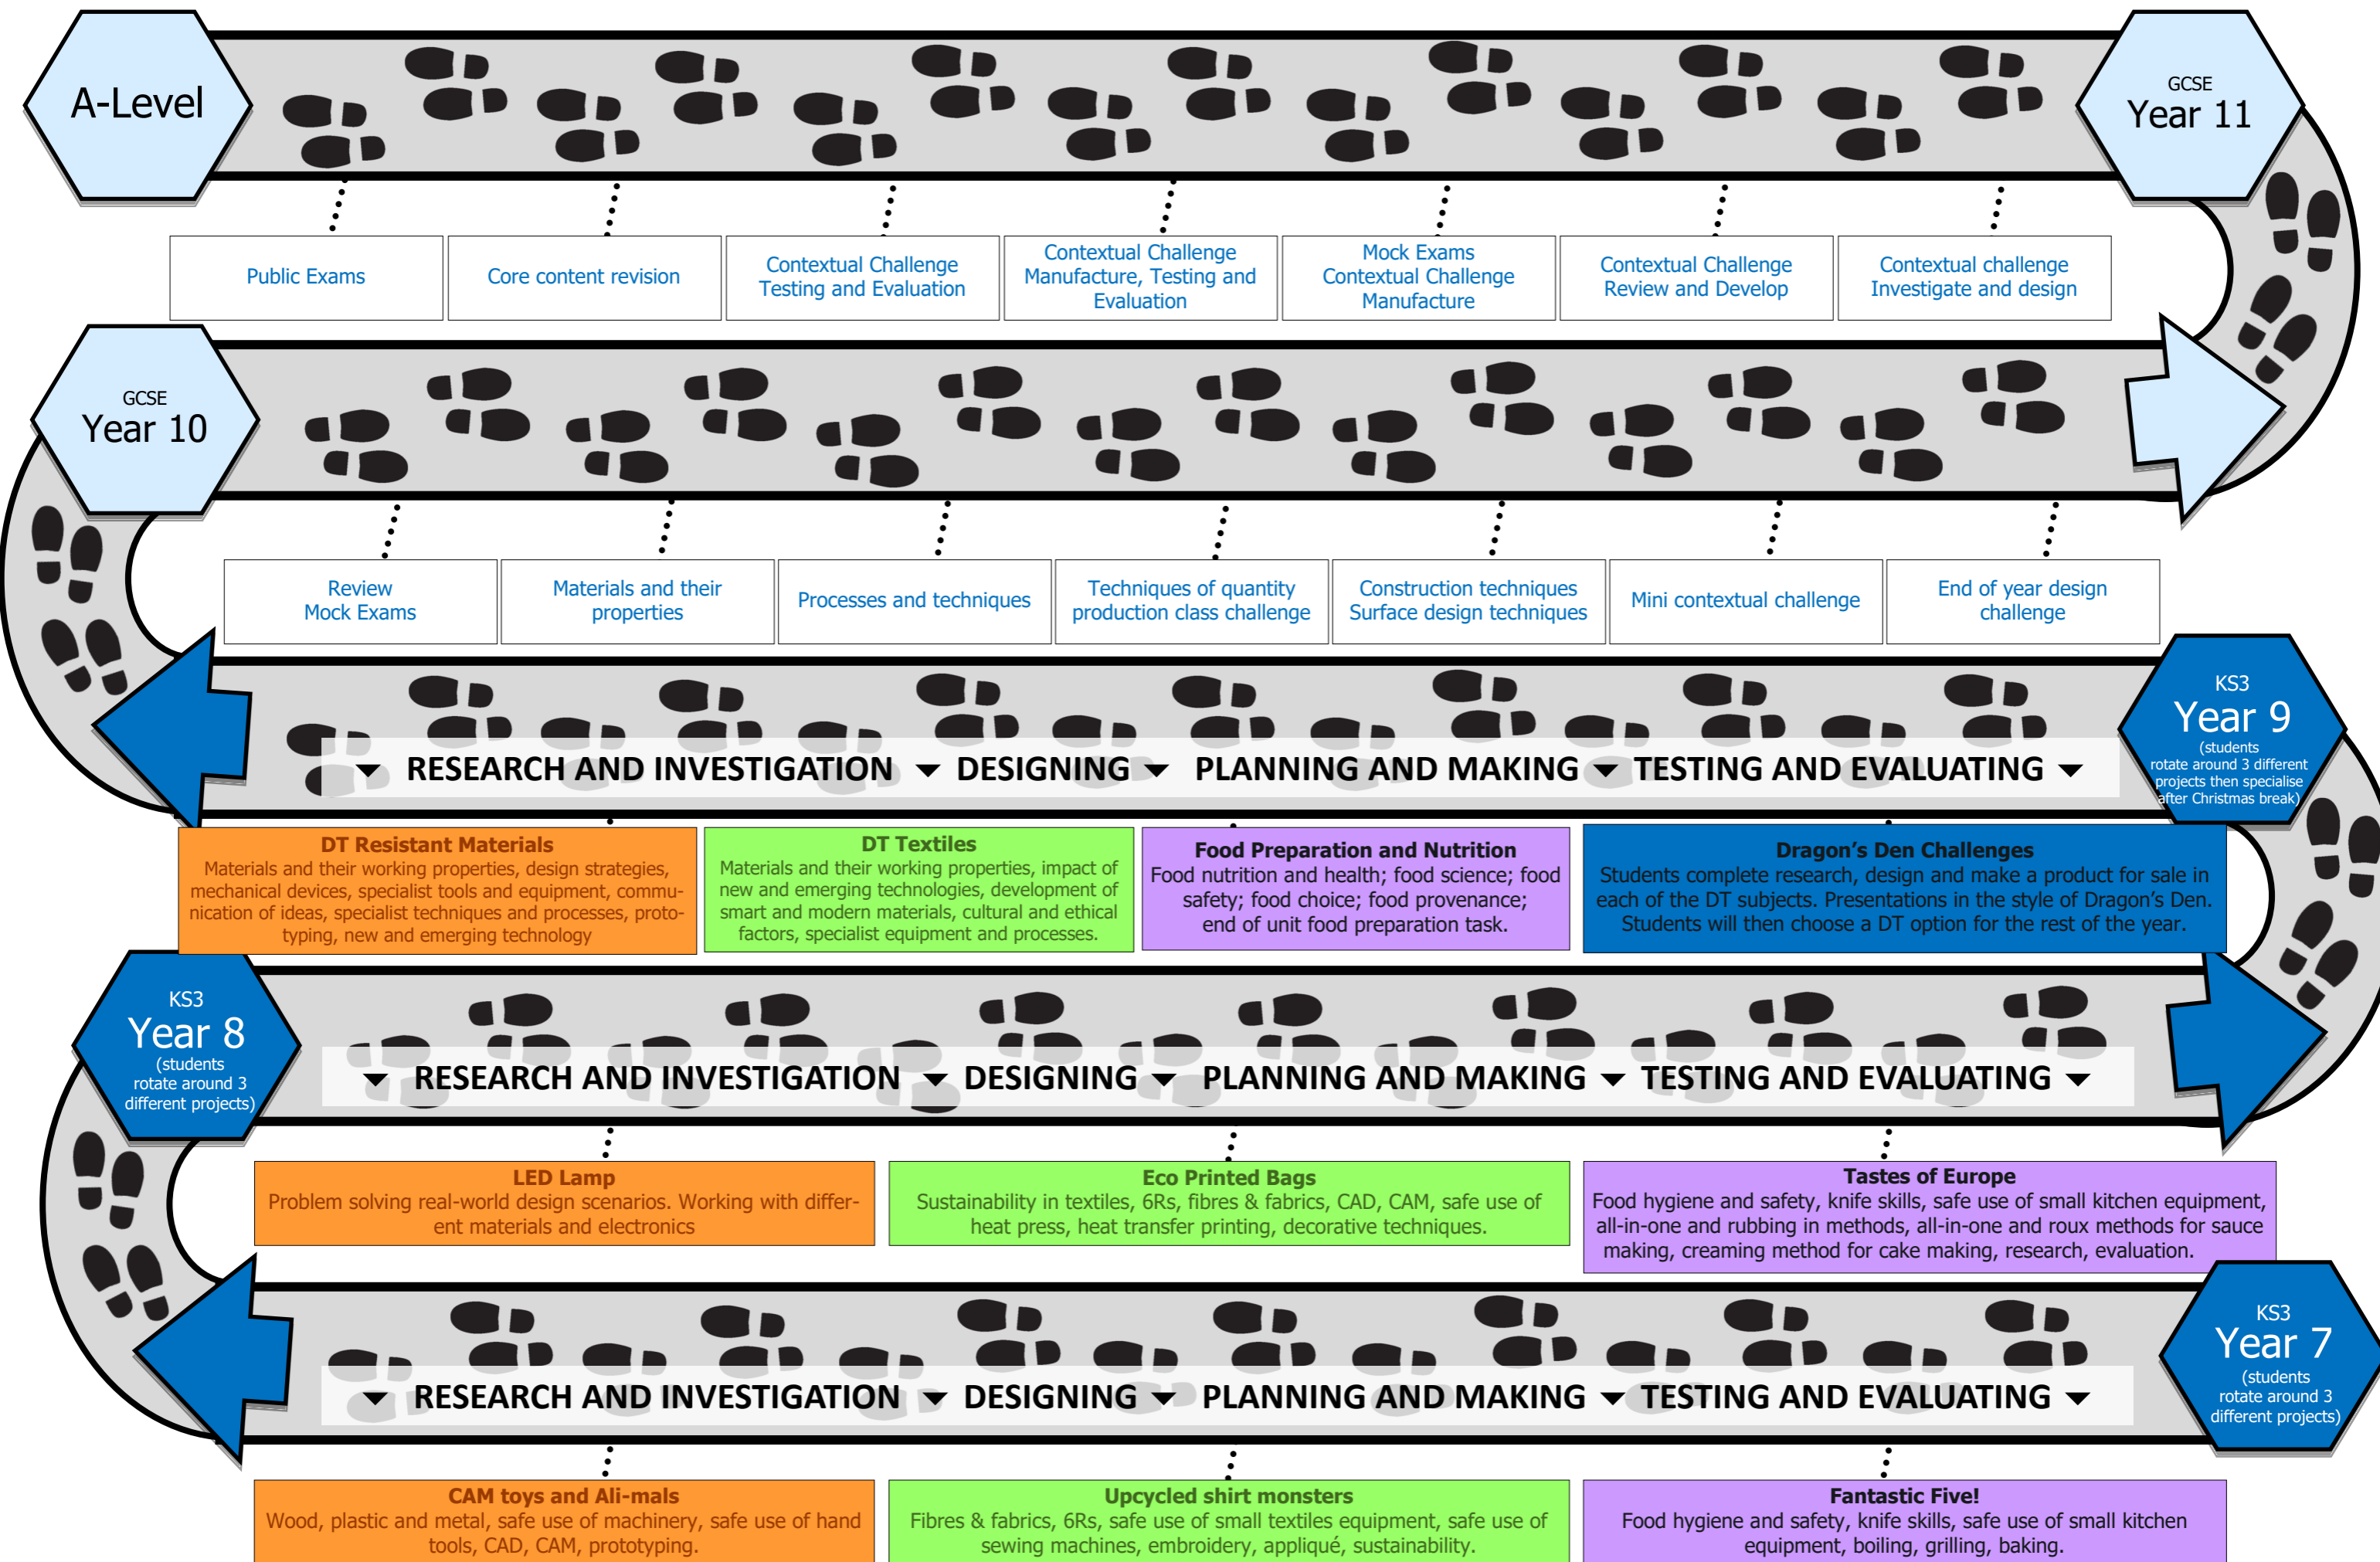 A-Level
GCSE
Year 11
Public Exams
Core content revision
Contextual Challenge
Testing and Evaluation
Contextual Challenge
Manufacture, Testing and
Evaluation
Mock Exams
Contextual Challenge
Manufacture
Contextual Challenge
Review and Develop
Contextual challenge
Investigate and design
GCSE
Year 10
Review
Mock Exams
Materials and their
properties
Processes and techniques
Techniques of quantity
production class challenge
Construction techniques
Surface design techniques
Mini contextual challenge
End of year design
challenge
KS3
Year 9
(students
rotate around 3 different
projects then specialise
after Christmas break)
RESEARCH AND INVESTIGATION DESIGNING PLANNING AND MAKING TESTING AND EVALUATING
DT Resistant Materials
Materials and their working properties, design strategies,
mechanical devices, specialist tools and equipment, commu-
nication of ideas, specialist techniques and processes, proto-
typing, new and emerging technology
DT Textiles
Materials and their working properties, impact of
new and emerging technologies, development of
smart and modern materials, cultural and ethical
factors, specialist equipment and processes.
Food Preparation and Nutrition
Food nutrition and health; food science; food
safety; food choice; food provenance;
end of unit food preparation task.
Dragon's Den Challenges
Students complete research, design and make a product for sale in
each of the DT subjects. Presentations in the style of Dragon's Den.
Students will then choose a DT option for the rest of the year.
KS3
Year 8
(students
rotate around 3
different projects)
RESEARCH AND INVESTIGATION DESIGNING PLANNING AND MAKING TESTING AND EVALUATING
LED Lamp
Problem solving real-world design scenarios. Working with differ-
ent materials and electronics
Eco Printed Bags
Sustainability in textiles, 6Rs, fibres & fabrics, CAD, CAM, safe use of
heat press, heat transfer printing, decorative techniques.
Tastes of Europe
Food hygiene and safety, knife skills, safe use of small kitchen equipment,
all-in-one and rubbing in methods, all-in-one and roux methods for sauce
making, creaming method for cake making, research, evaluation.
KS3
Year 7
(students
rotate around 3
different projects)
RESEARCH AND INVESTIGATION DESIGNING PLANNING AND MAKING TESTING AND EVALUATING
CAM toys and Ali-mals
Wood, plastic and metal, safe use of machinery, safe use of hand
tools, CAD, CAM, prototyping.
Upcycled shirt monsters
Fibres & fabrics, 6Rs, safe use of small textiles equipment, safe use of
sewing machines, embroidery, appliqué, sustainability.
Fantastic Five!
Food hygiene and safety, knife skills, safe use of small kitchen
equipment, boiling, grilling, baking.